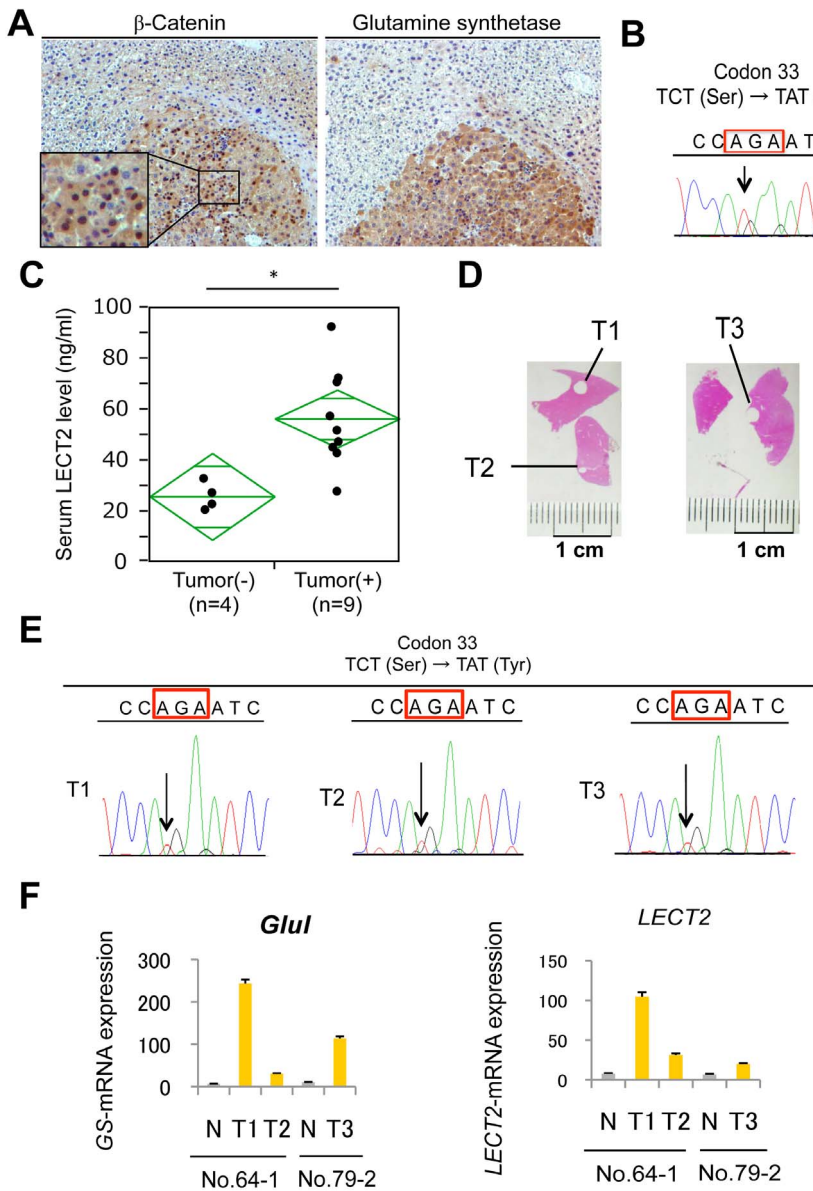 A
β-Catenin
Glutamine synthetase
B
Codon 33
TCT (Ser) → TAT
C C A G A A T
C
*
Serum LECT2 level (ng/ml)
100
80
60
40
20
0
Tumor(-)
(n=4)
Tumor(+)
(n=9)
D
T1
T2
1 cm
T3
1 cm
E
Codon 33
TCT (Ser) → TAT (Tyr)
C C A G A A T C
T1
C C A G A A T C
T2
C C A G A A T C
T3
F
Glul
GS-mRNA expression
300
200
100
0
N T1 T2 N T3
No.64-1 No.79-2
LECT2
LECT2-mRNA expression
150
100
50
0
N T1 T2 N T3
No.64-1 No.79-2